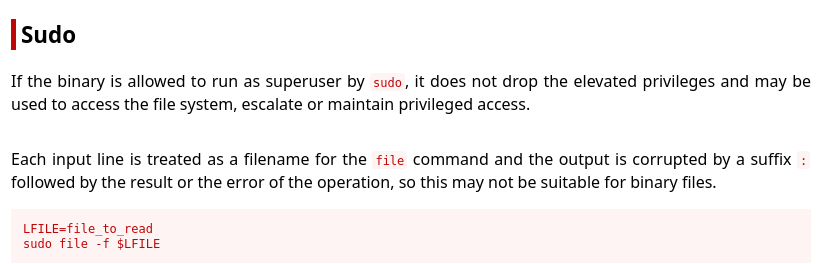 Sudo
If the binary is allowed to run as superuser by sudo, it does not drop the elevated privileges and may be
used to access the file system, escalate or maintain privileged access.
Each input line is treated as a filename for the file command and the output is corrupted by a suffix :
followed by the result or the error of the operation, so this may not be suitable for binary files.
LFILE=file_to_read
sudo file -f $LFILE